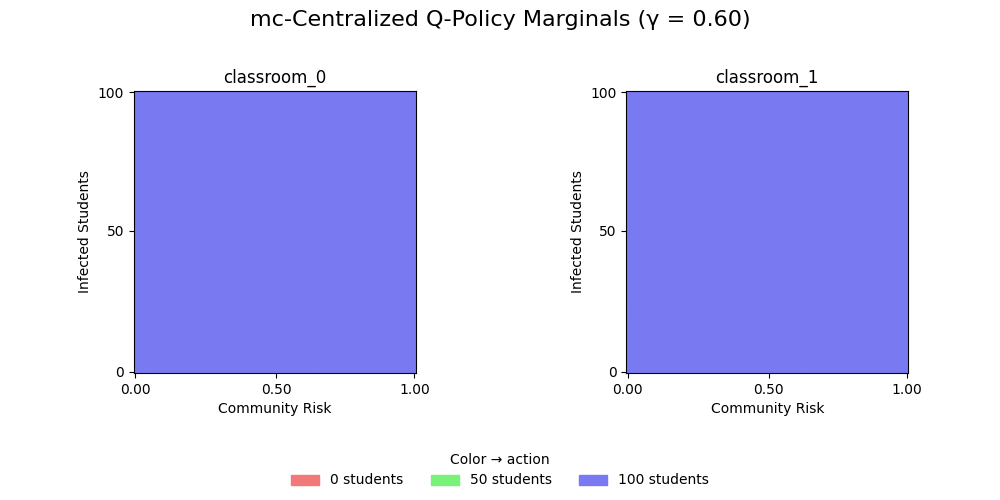 mc-Centralized Q-Policy Marginals (γ = 0.60)
classroom_0
classroom_1
100
50
0
Infected Students
0.00
0.50
1.00
Community Risk
100
50
0
Infected Students
0.00
0.50
1.00
Community Risk
Color → action
0 students
50 students
100 students